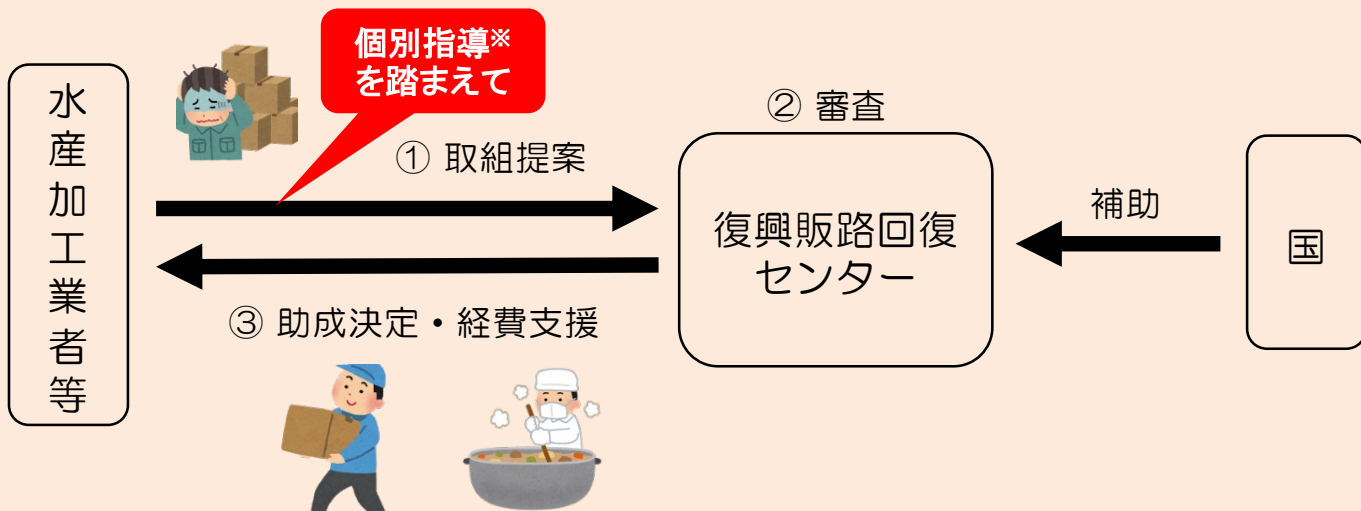 個別指導※
を踏まえて
水産加工業者等
① 取組提案
② 審査
復興販路回復
センター
補助
国
③ 助成決定・経費支援